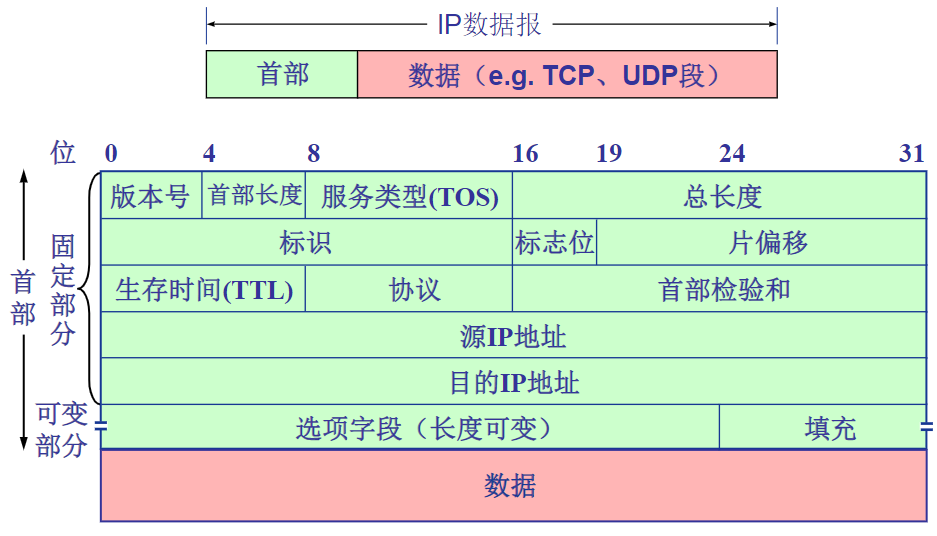 IP数据报
首部 数据（e.g. TCP、UDP段）
位 0 4 8 16 19 24 31
版本号 首部长度 服务类型(TOS) 总长度
标识 标志位 片偏移
生存时间(TTL) 协议 首部检验和
源IP地址
目的IP地址
选项字段（长度可变） 填充
数据
首部
固定部分
可变
部分